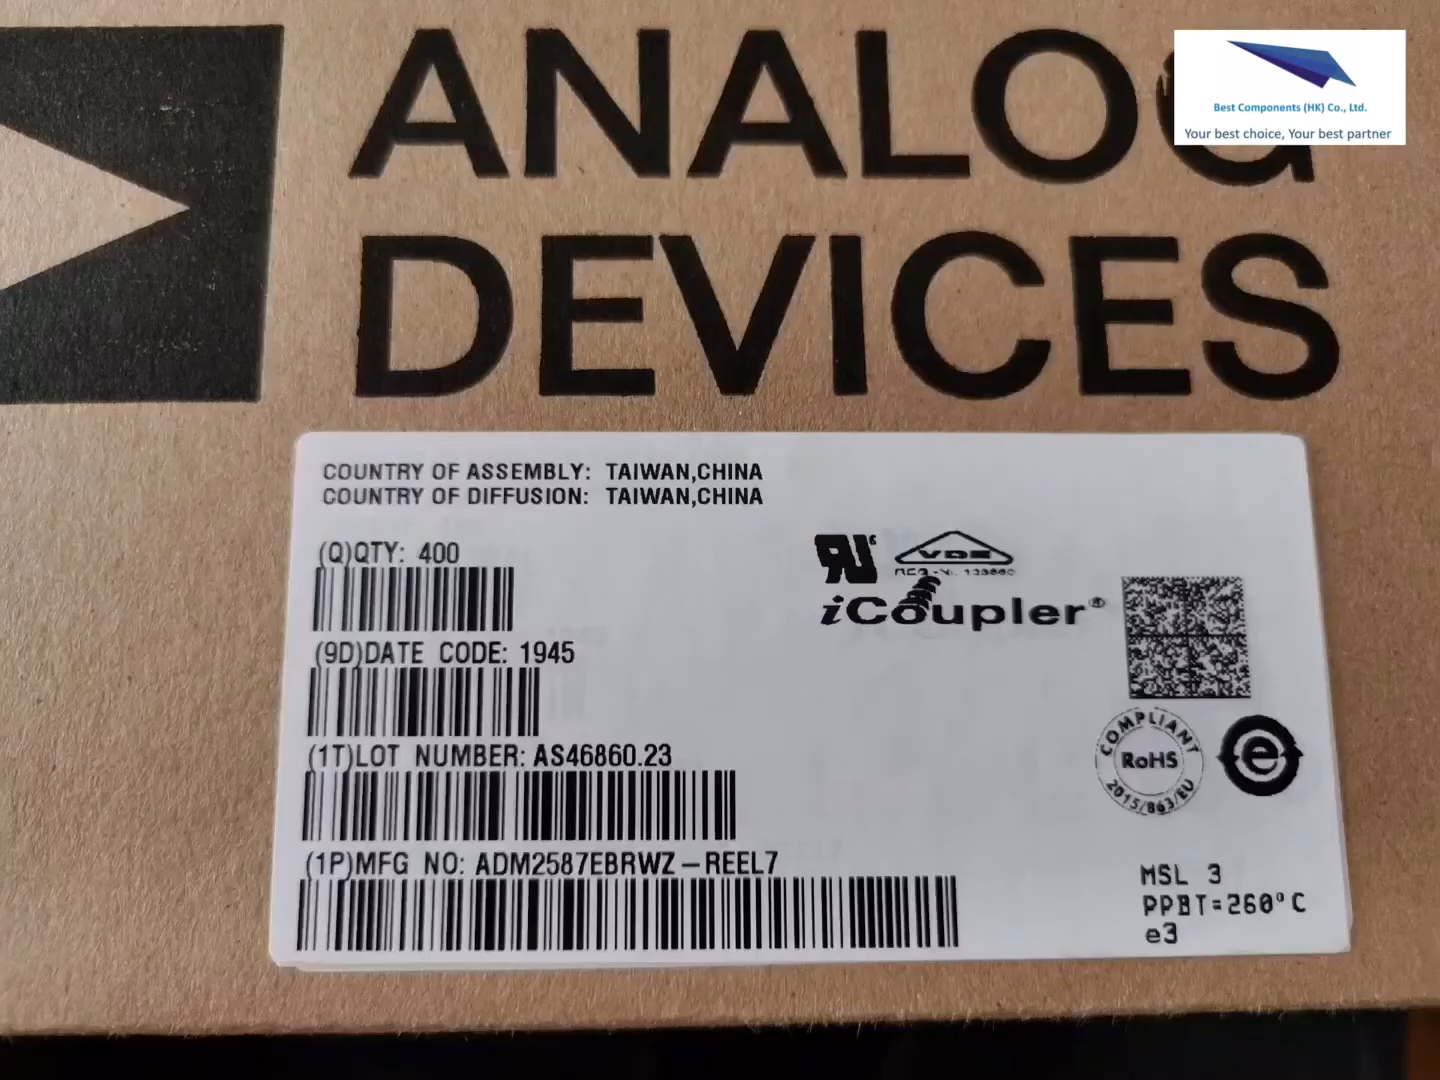 ANALOG
DEVICES
Best Components (HK) Co., Ltd.
Your best choice, Your best partner
COUNTRY OF ASSEMBLY: TAIWAN,CHINA
COUNTRY OF DIFFUSION: TAIWAN,CHINA
(Q)QTY: 400
(9D)DATE CODE: 1945
(1T)LOT NUMBER: AS46860.23
(1P)MFG NO: ADM2587EBRWZ-REEL7
VDE
iCoupler®
COMPLIANT
RoHS
2015/863/EU
e
MSL 3
PPBT=260°C
e3